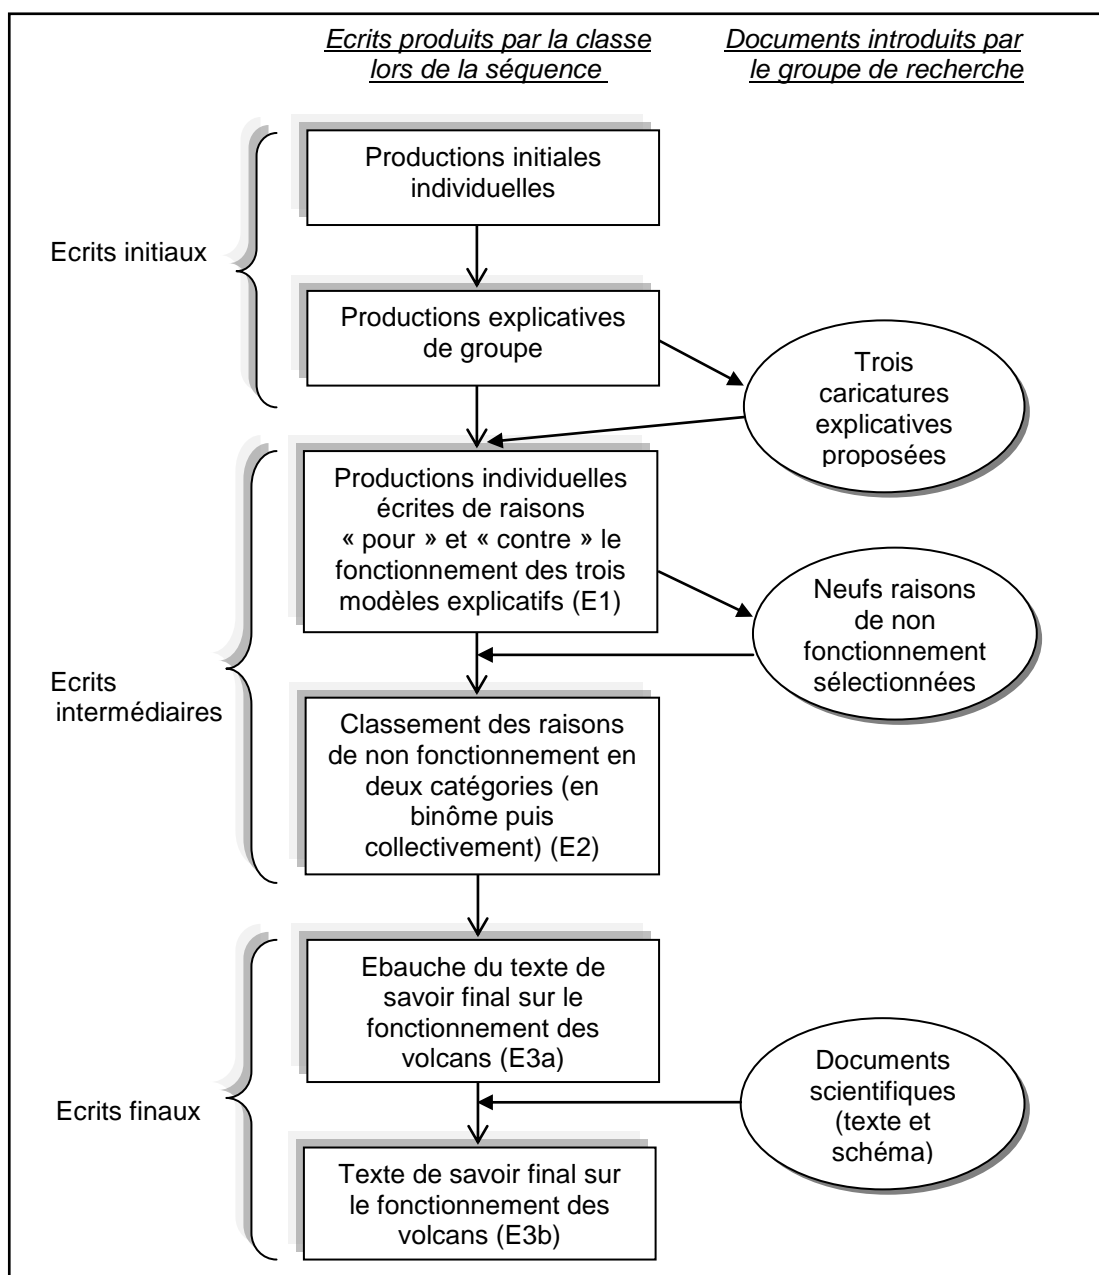 Ecrits produits par la classe
lors de la séquence
Documents introduits par
le groupe de recherche
Ecrits initiaux
Productions initiales
individuelles
Productions explicatives
de groupe
Trois
caricatures
explicatives
proposées
Ecrits
intermédiaires
Productions individuelles
écrites de raisons
« pour » et « contre » le
fonctionnement des trois
modèles explicatifs (E1)
Neufs raisons
de non
fonctionnement
sélectionnées
Classement des raisons
de non fonctionnement en
deux catégories (en
binôme puis
collectivement) (E2)
Ecrits finaux
Ebauche du texte de
savoir final sur le
fonctionnement des
volcans (E3a)
Documents
scientifiques
(texte et
schéma)
Texte de savoir final sur
le fonctionnement des
volcans (E3b)